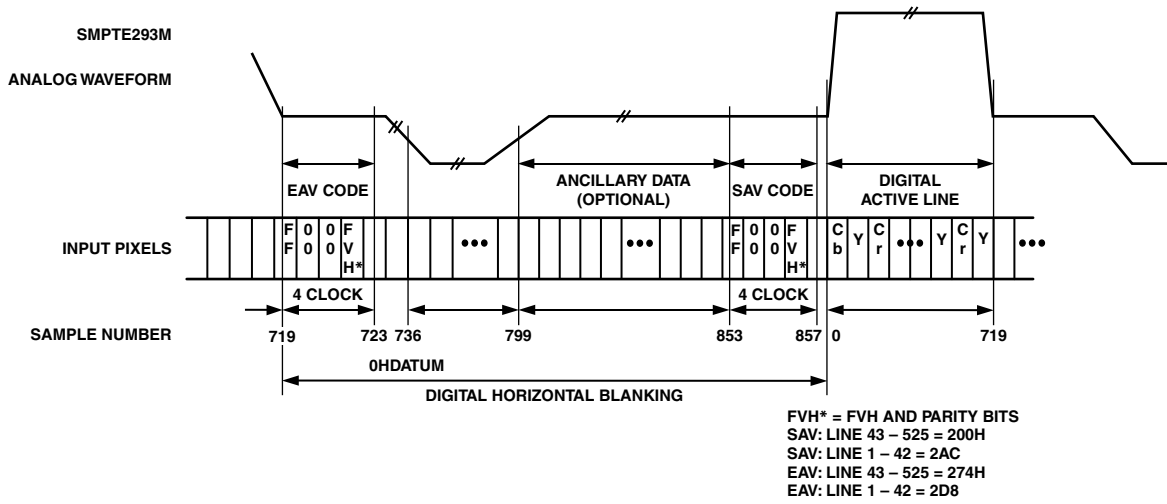 SMPTE293M
ANALOG WAVEFORM
EAV CODE
ANCILLARY DATA
(OPTIONAL)
SAV CODE
DIGITAL
ACTIVE LINE
INPUT PIXELS
F F 0 0 0 0 F V H* ••• ••• F F 0 0 0 0 F V H* C b Y C r ••• Y C r Y •••
4 CLOCK 4 CLOCK
SAMPLE NUMBER 719 723 736 799 853 857 0 719
0HDATUM
DIGITAL HORIZONTAL BLANKING
FVH* = FVH AND PARITY BITS
SAV: LINE 43 – 525 = 200H
SAV: LINE 1 – 42 = 2AC
EAV: LINE 43 – 525 = 274H
EAV: LINE 1 – 42 = 2D8